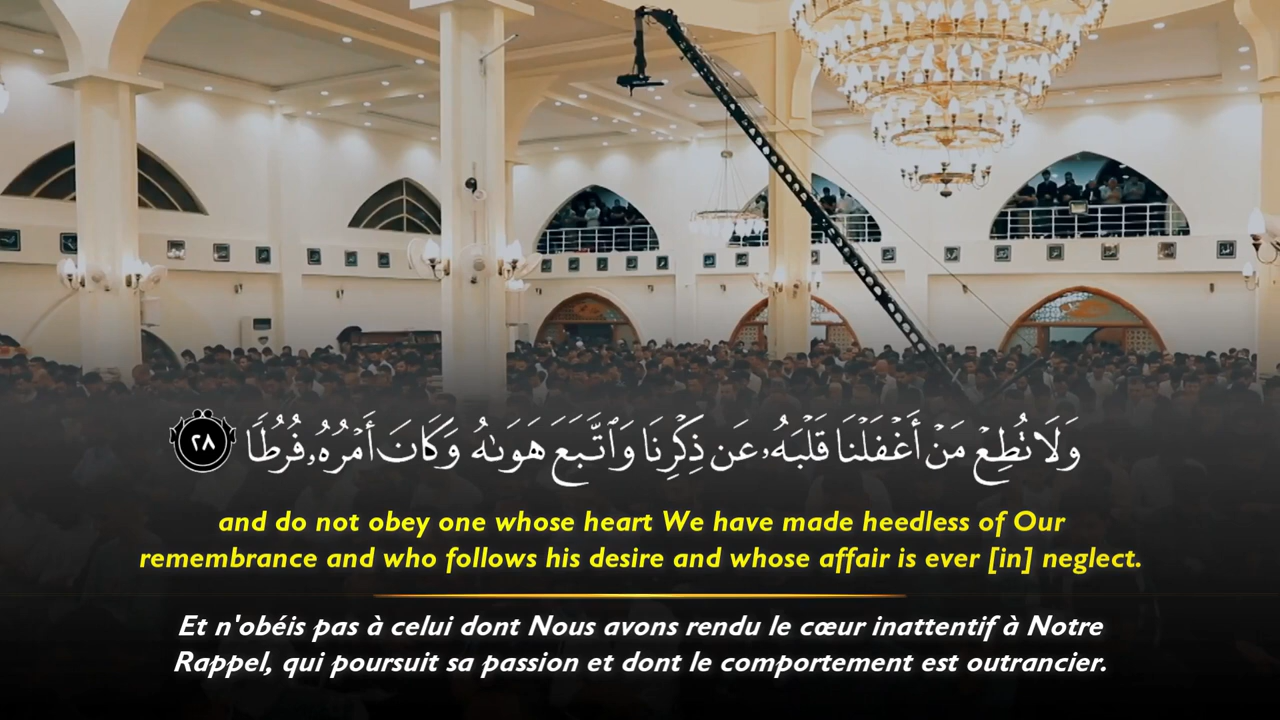 وَلَا تُطِعْ مَنْ أَغْفَلْنَا قَلْبَهُۥ عَن ذِكْرِنَا وَٱتَّبَعَ هَوَىٰهُ وَكَانَ أَمْرُهُۥ فُرُطًا ٢٨
and do not obey one whose heart We have made heedless of Our
remembrance and who follows his desire and whose affair is ever [in] neglect.
Et n'obéis pas à celui dont Nous avons rendu le cœur inattentif à Notre
Rappel, qui poursuit sa passion et dont le comportement est outrancier.